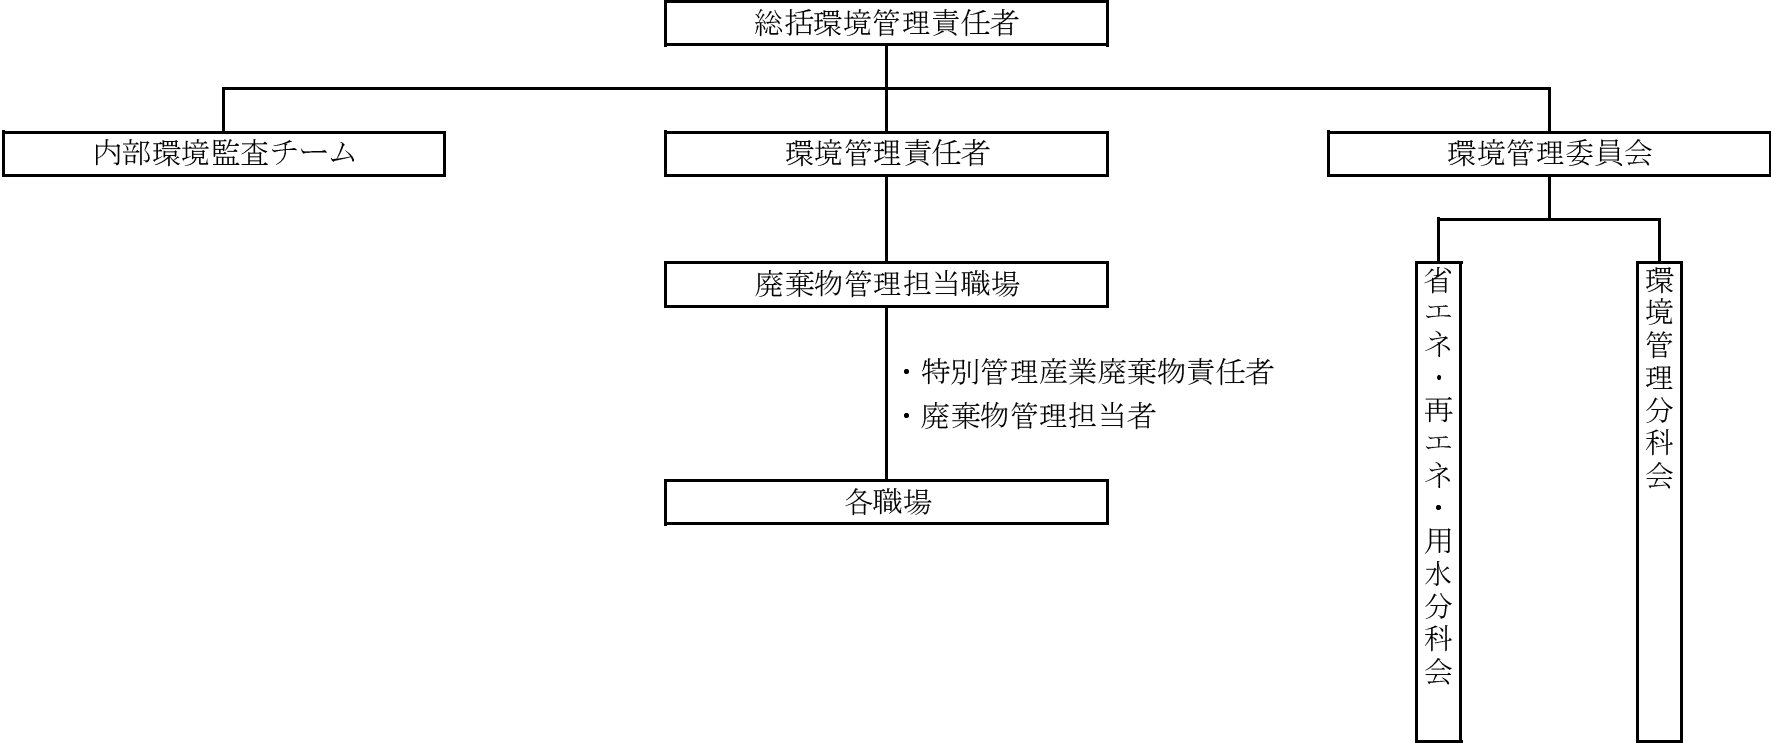 総括環境管理責任者
内部環境監査チーム
環境管理責任者
環境管理委員会
廃棄物管理担当職場
・特別管理産業廃棄物責任者
・廃棄物管理担当者
各職場
省エネ・再エネ・用水分科会
環境管理分科会